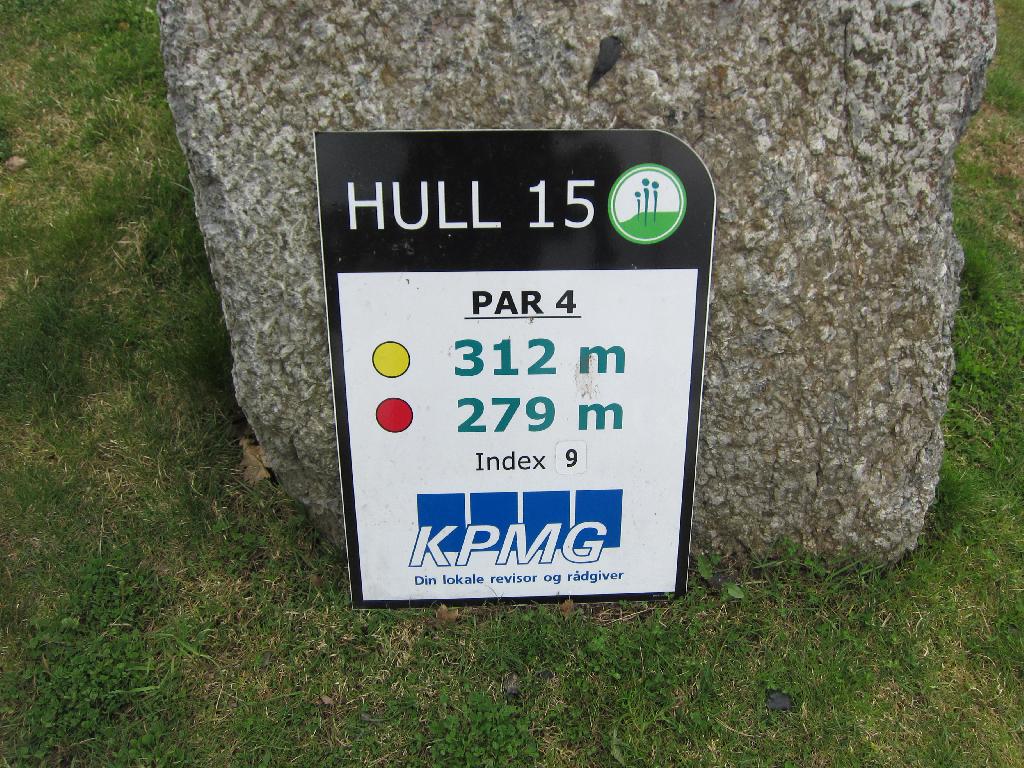 HULL 15
PAR 4
312 m
279 m
Index 9
KPMG
Din lokale revisor og rådgiver